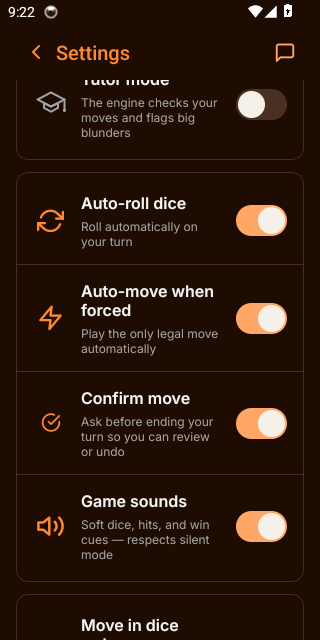 9:22
Settings
Tutor mode
The engine checks your
moves and flags big
blunders
Auto-roll dice
Roll automatically on
your turn
Auto-move when
forced
Play the only legal move
automatically
Confirm move
Ask before ending your
turn so you can review
or undo
Game sounds
Soft dice, hits, and win
cues — respects silent
mode
Move in dice